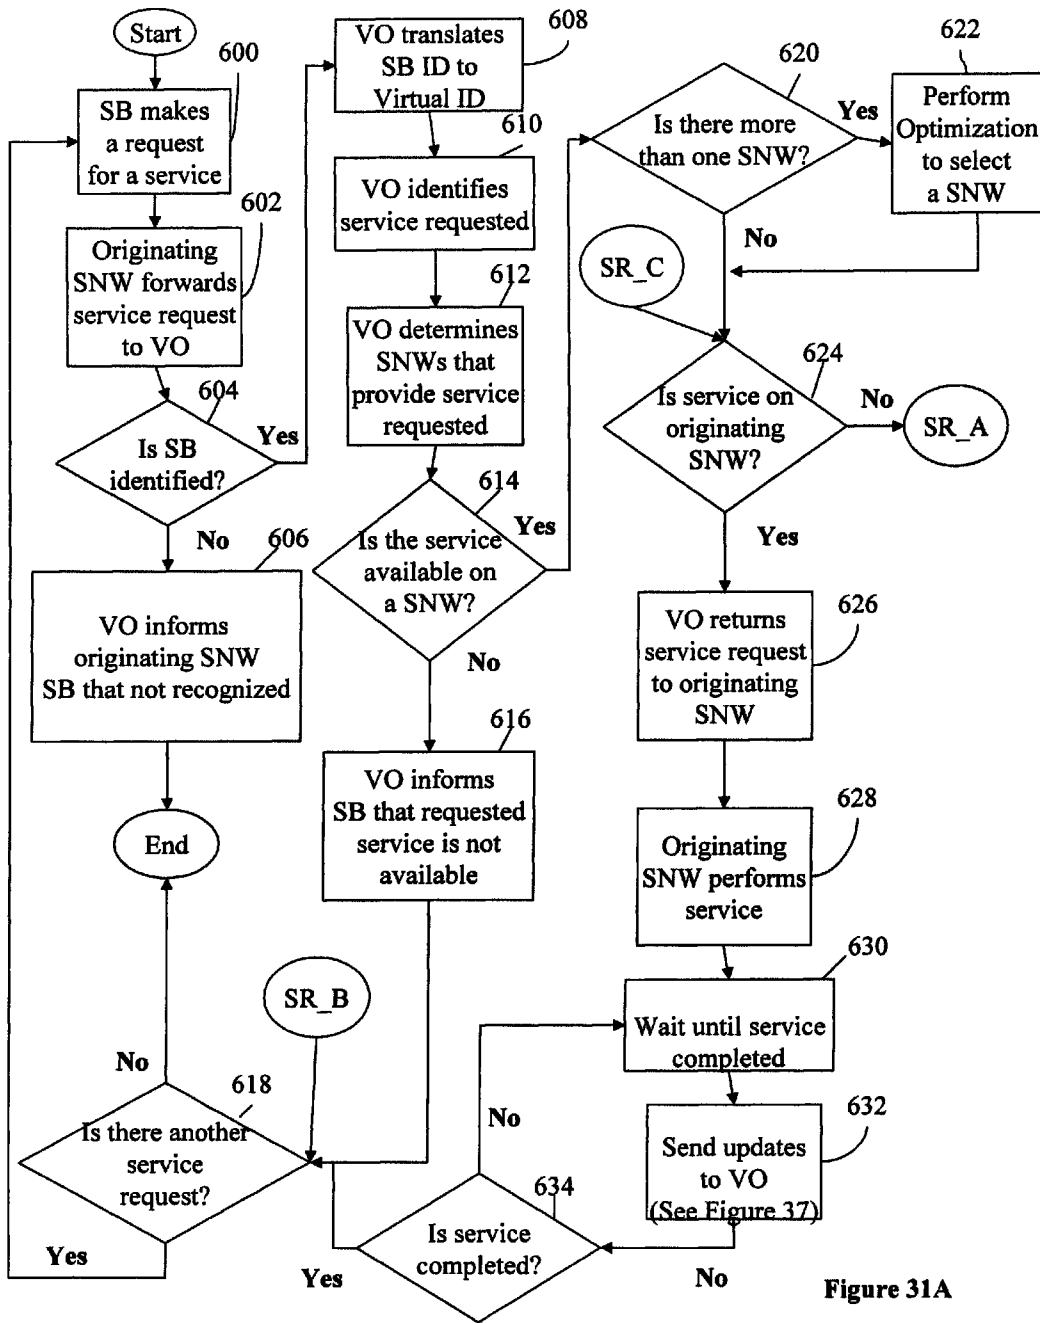 Start
600
SB makes
a request
for a service
602
Originating
SNW forwards
service request
to VO
604
Is SB
identified?
Yes
No
606
VO informs
originating SNW
SB that not recognized
End
608
VO translates
SB ID to
Virtual ID
610
VO identifies
service requested
612
VO determines
SNWs that
provide service
requested
614
Is the service
available on
a SNW?
Yes
No
616
VO informs
SB that requested
service is not
available
SR_B
No
618
Is there another
service
request?
Yes
620
Is there more
than one SNW?
Yes
622
Perform
Optimization
to select
a SNW
No
SR_C
624
Is service on
originating
SNW?
No
SR_A
Yes
626
VO returns
service request
to originating
SNW
628
Originating
SNW performs
service
630
Wait until service
completed
632
Send updates
to VO
(See Figure 37)
No
634
Is service
completed?
Yes
No
Figure 31A